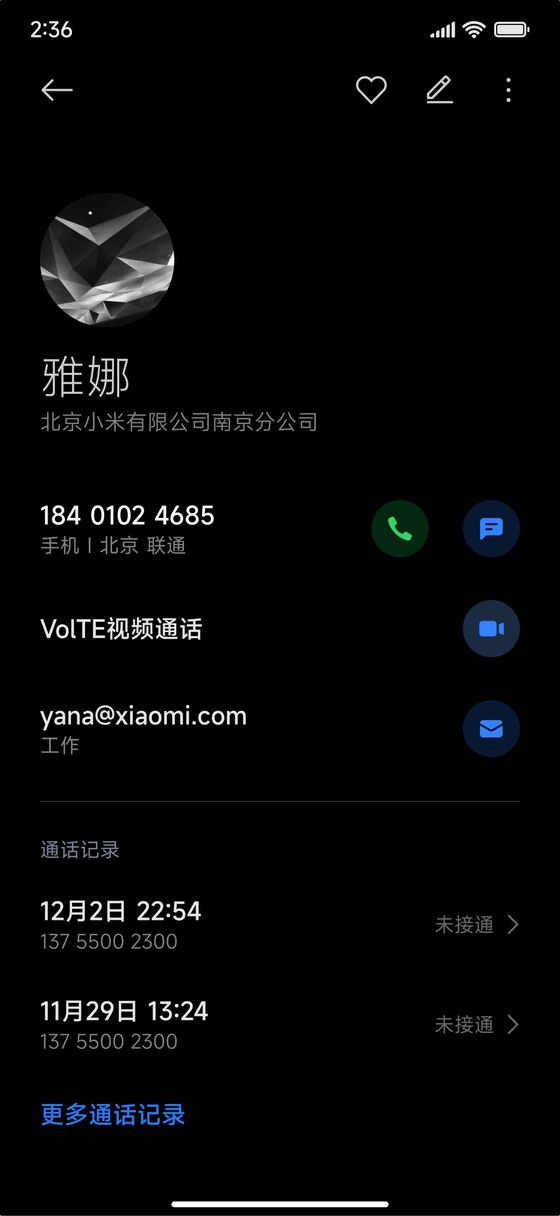 2:36
雅娜
北京小米有限公司南京分公司
184 0102 4685
手机 | 北京 联通
VolTE视频通话
yana@xiaomi.com
工作
通话记录
12月2日 22:54
137 5500 2300
未接通
11月29日 13:24
137 5500 2300
未接通
更多通话记录